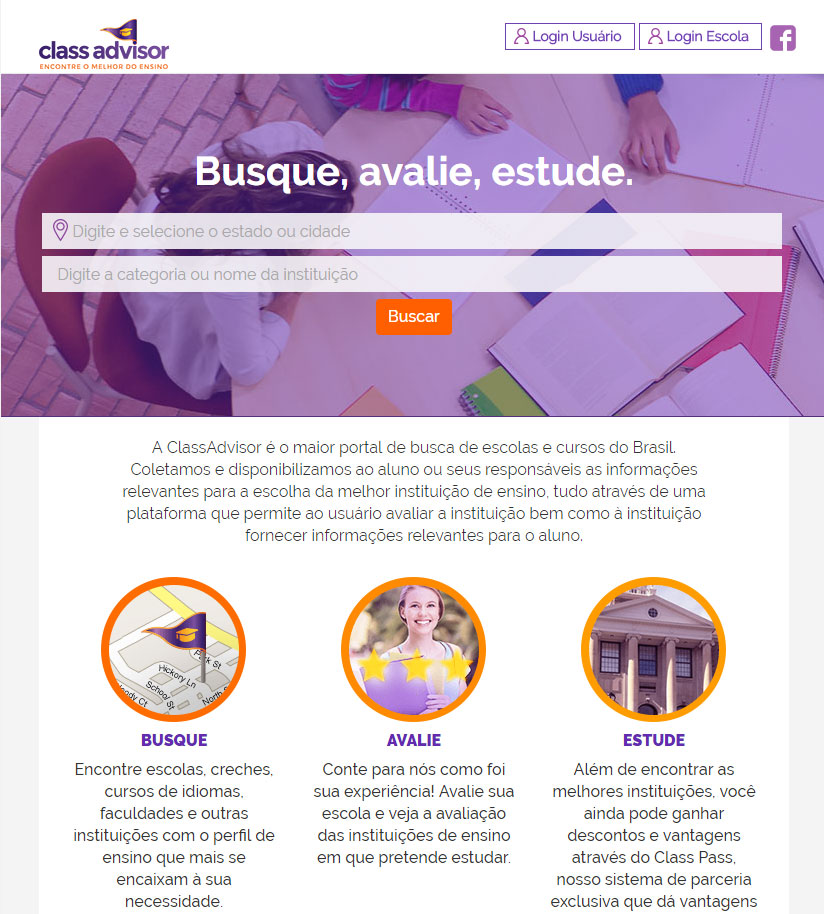 class advisor
ENCONTRE O MELHOR DO ENSINO
Login Usuário
Login Escola
Busque, avalie, estude.
Digite e selecione o estado ou cidade
Digite a categoria ou nome da instituição
Buscar
A ClassAdvisor é o maior portal de busca de escolas e cursos do Brasil.
Coletamos e disponibilizamos ao aluno ou seus responsáveis as informações
relevantes para a escolha da melhor instituição de ensino, tudo através de uma
plataforma que permite ao usuário avaliar a instituição bem como à instituição
fornecer informações relevantes para o aluno.
Park St
Hickory Ln
School St
North
BUSQUE
Encontre escolas, creches,
cursos de idiomas,
faculdades e outras
instituições com o perfil de
ensino que mais se
encaixam à sua
necessidade.
AVALIE
Conte para nós como foi
sua experiência! Avalie sua
escola e veja a avaliação
das instituições de ensino
em que pretende estudar.
ESTUDE
Além de encontrar as
melhores instituições, você
ainda pode ganhar
descontos e vantagens
através do Class Pass,
nosso sistema de parceria
exclusiva que dá vantagens